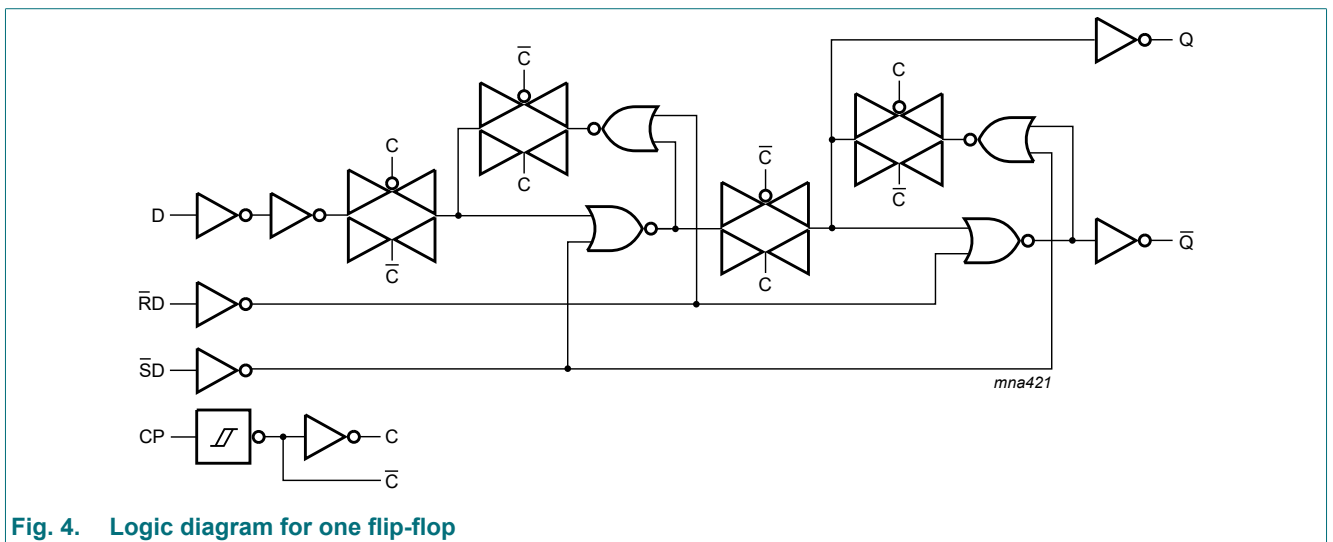 Q
C̅
C
C
C
C̅
D
C̅
C
C̅
Q̅
R̅D
S̅D
mna421
CP
C
C̅
Fig. 4. Logic diagram for one flip-flop